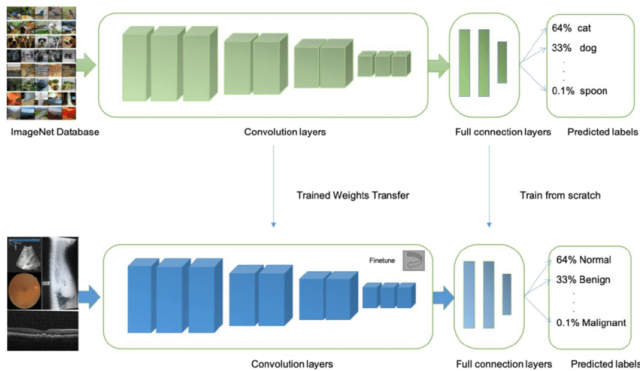 64% cat
33% dog
.
.
.
0.1% spoon
ImageNet Database
Convolution layers
Full connection layers
Predicted labels
Trained Weights Transfer
Train from scratch
Finetune
64% Normal
33% Benign
.
.
.
0.1% Malignant
Convolution layers
Full connection layers
Predicted labels